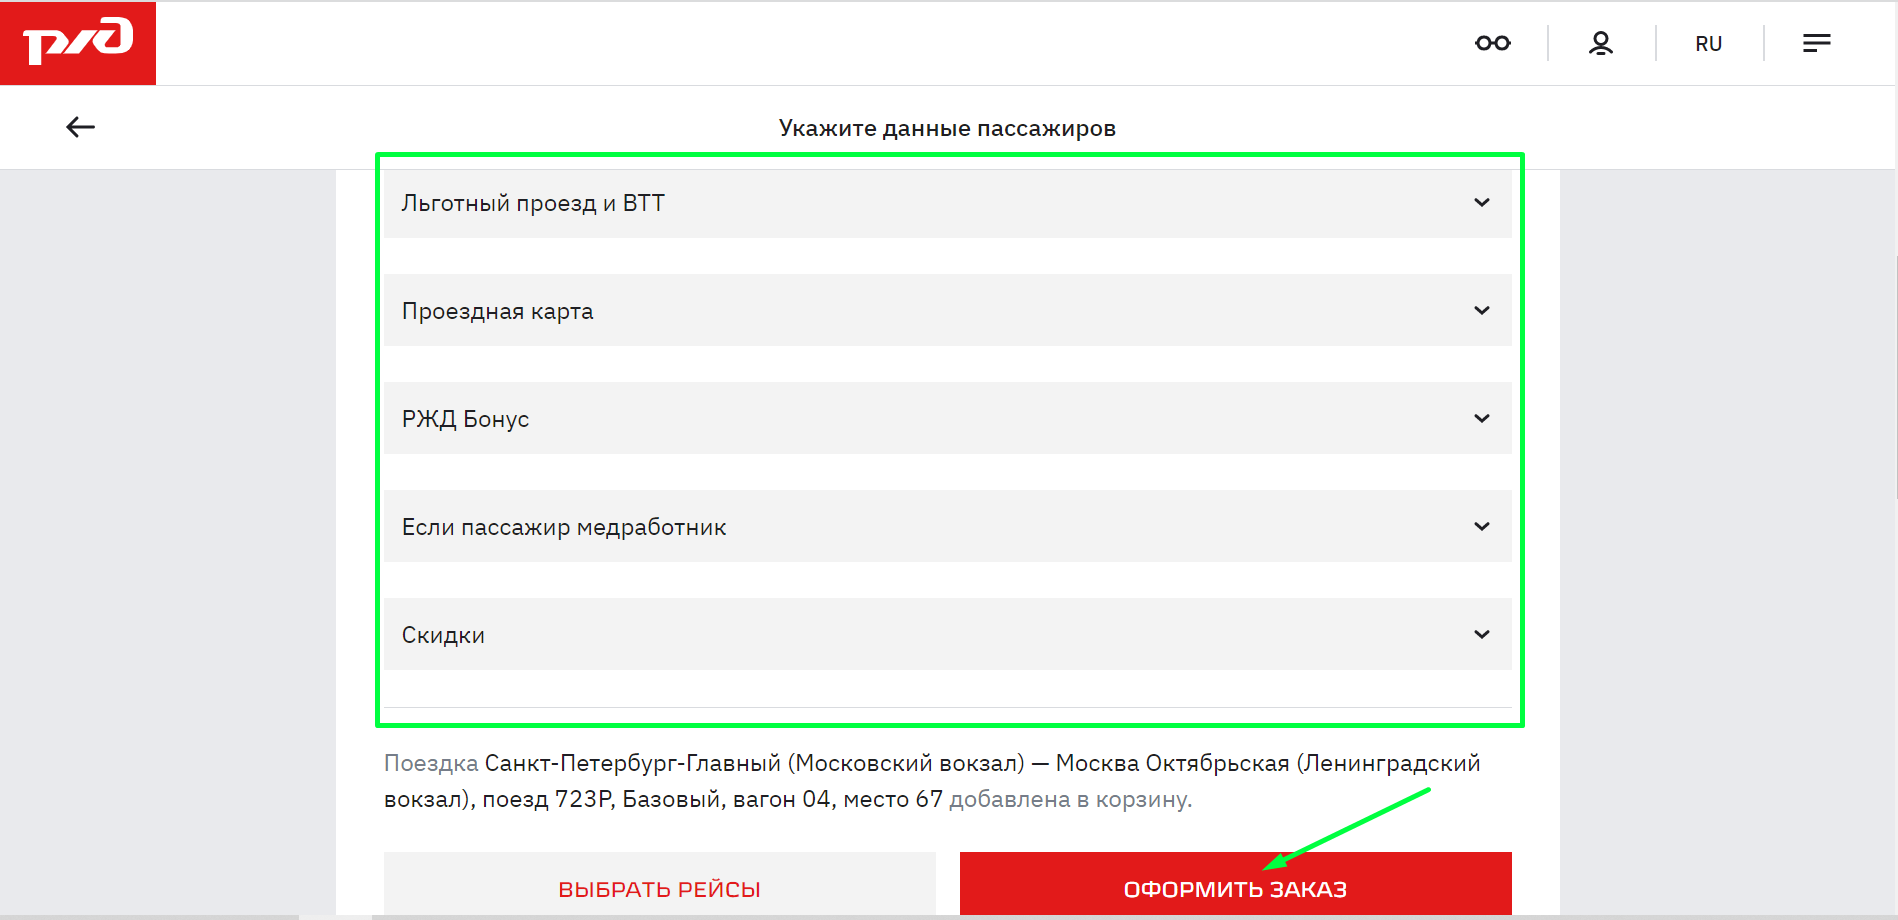 ржд
RU
Укажите данные пассажиров
Льготный проезд и ВТТ
Проездная карта
РЖД Бонус
Если пассажир медработник
Скидки
Поездка Санкт-Петербург-Главный (Московский вокзал) — Москва Октябрьская (Ленинградский
вокзал), поезд 723Р, Базовый, вагон 04, место 67 добавлена в корзину.
ВЫБРАТЬ РЕЙСЫ
ОФОРМИТЬ ЗАКАЗ